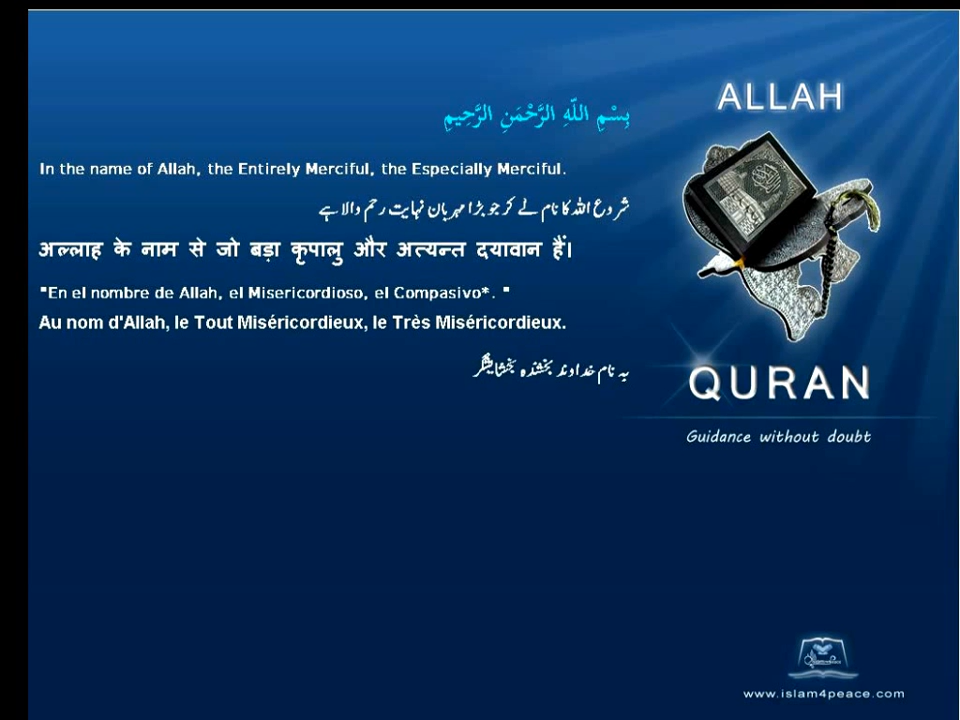 بِسْمِ اللّهِ الرَّحْمَنِ الرَّحِيمِ
In the name of Allah, the Entirely Merciful, the Especially Merciful.
شروع الله کا نام لے کر جو بڑا مہربان نہایت رحم والا ہے
अल्लाह के नाम से जो बड़ा कृपालु और अत्यन्त दयावान हैं।
"En el nombre de Allah, el Misericordioso, el Compasivo*. "
Au nom d'Allah, le Tout Miséricordieux, le Très Miséricordieux.
به نام خداوند بخشنده بخشایشگر
ALLAH
QURAN
Guidance without doubt
www.islam4peace.com